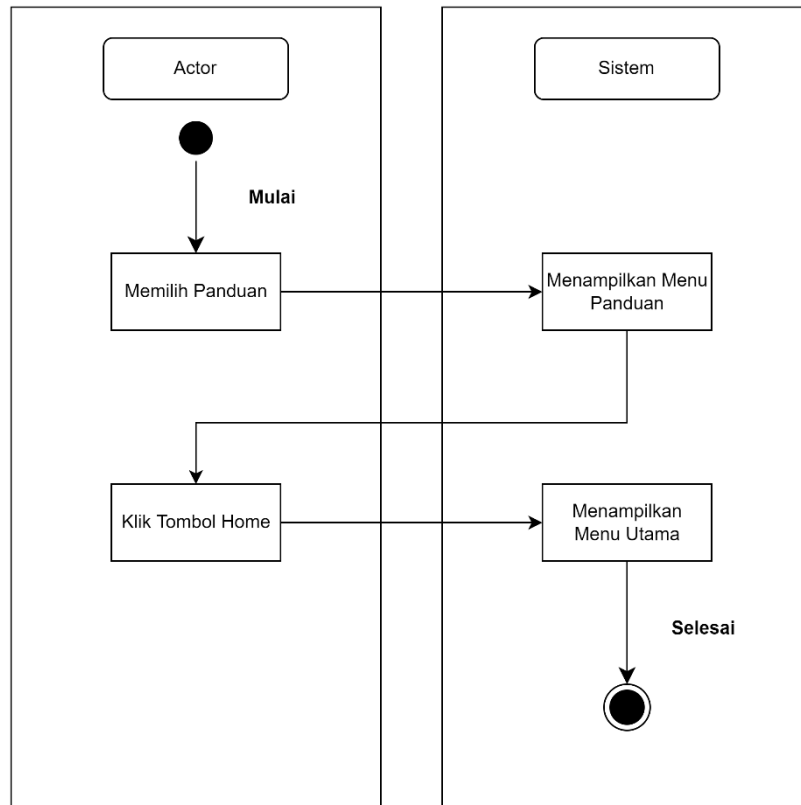 Actor
Sistem
Mulai
Memilih Panduan
Menampilkan Menu
Panduan
Klik Tombol Home
Menampilkan
Menu Utama
Selesai